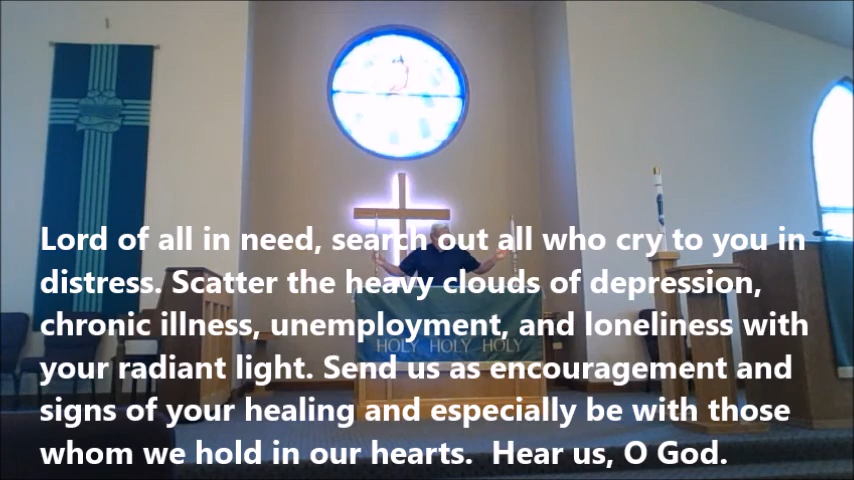 Lord of all in need, search out all who cry to you in
distress. Scatter the heavy clouds of depression,
chronic illness, unemployment, and loneliness with
your radiant light. Send us as encouragement and
signs of your healing and especially be with those
whom we hold in our hearts.  Hear us, O God.
HOLY HOLY HOLY